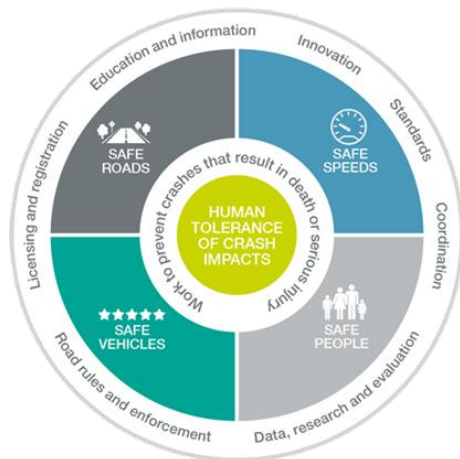 Education and information
Innovation
Standards
Coordination
Data, research and evaluation
Road rules and enforcement
Licensing and registration
SAFE
ROADS
SAFE
SPEEDS
Work to prevent crashes that result in death or serious injury
HUMAN
TOLERANCE
OF CRASH
IMPACTS
SAFE
VEHICLES
SAFE
PEOPLE